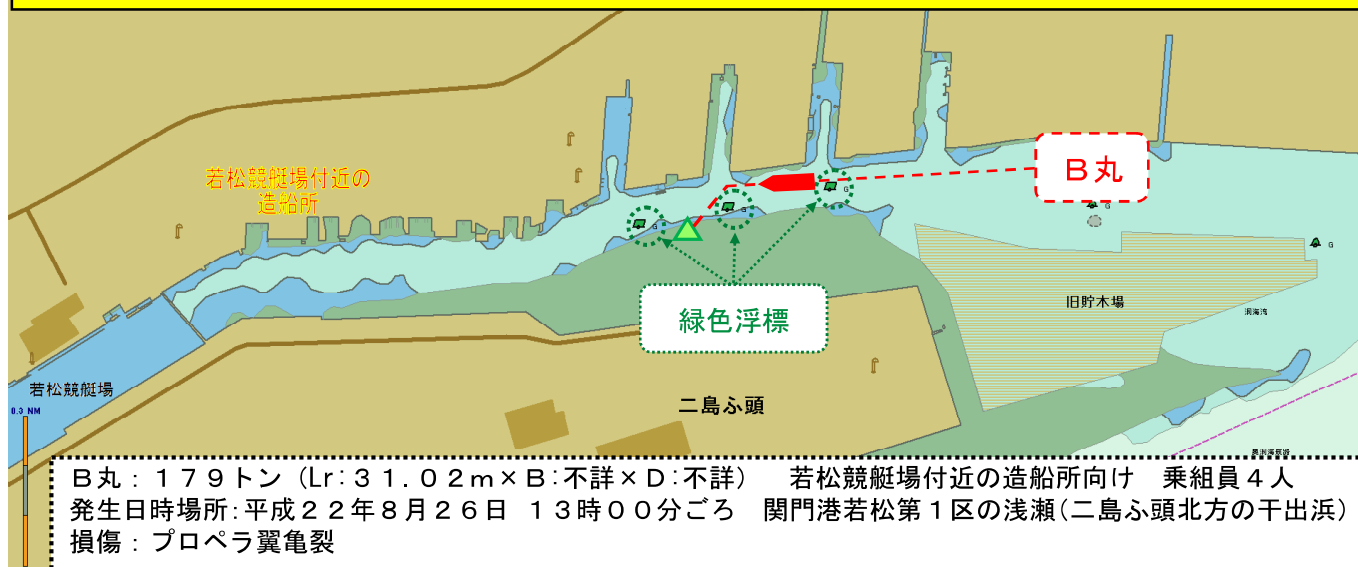 若松競艇場付近の
造船所
B丸
G
G
G
G
G
緑色浮標
旧貯木場
洞海湾
若松競艇場
0.3 NM
二島ふ頭
B丸：179トン（Lr:31.02m×B:不詳×D:不詳）　若松競艇場付近の造船所向け　乗組員4人
発生日時場所:平成22年8月26日 13時00分ごろ　関門港若松第1区の浅瀬(二島ふ頭北方の干出浜)
損傷：プロペラ翼亀裂